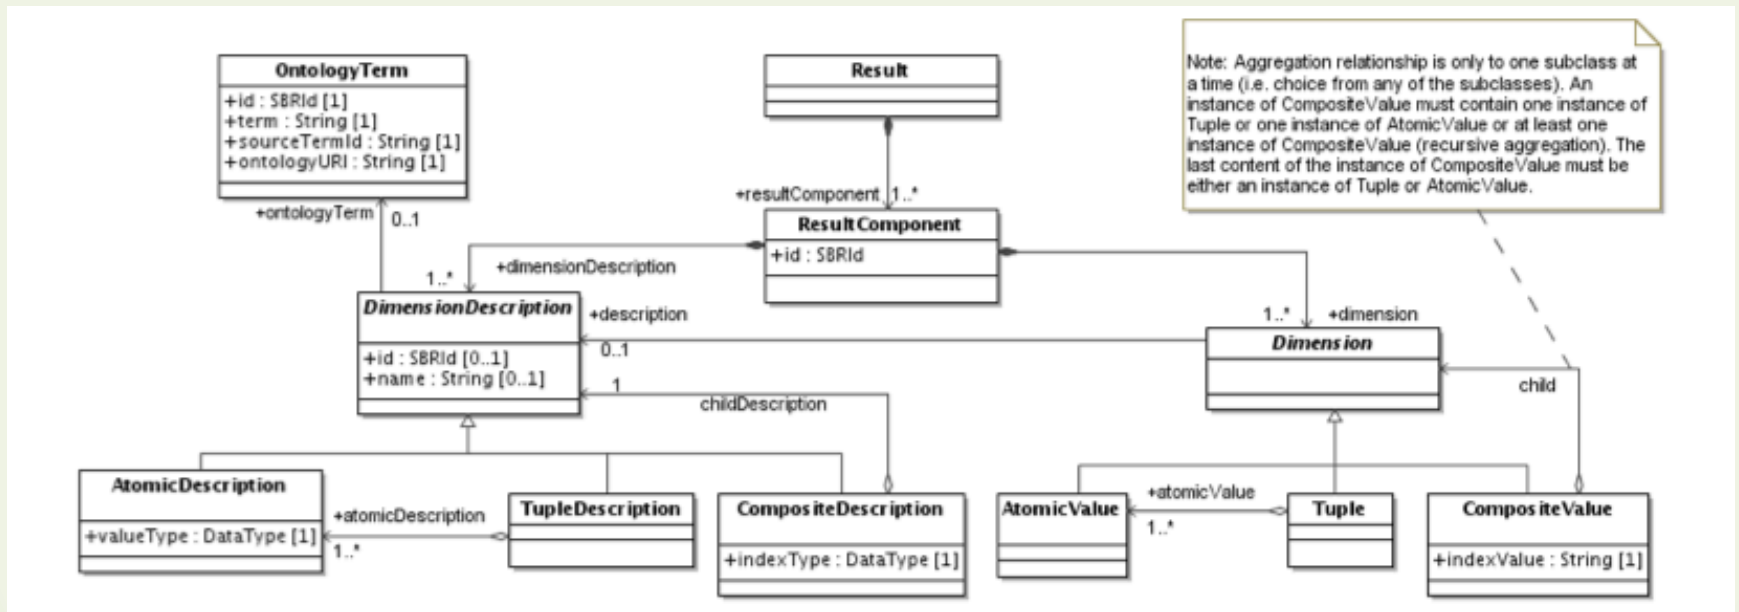 OntologyTerm
+id : SBRId [1]
+term : String [1]
+sourceTermId : String [1]
+ontologyURI : String [1]
Result
Note: Aggregation relationship is only to one subclass at
a time (i.e. choice from any of the subclasses). An
instance of CompositeValue must contain one instance of
Tuple or one instance of AtomicValue or at least one
instance of CompositeValue (recursive aggregation). The
last content of the instance of CompositeValue must be
either an instance of Tuple or AtomicValue.
+resultComponent 1..*
+ontologyTerm 0..1
ResultComponent
+id : SBRId
+dimensionDescription
1..*
DimensionDescription
+id : SBRId [0..1]
+name : String [0..1]
+description
0..1
1..* +dimension
Dimension
1
childDescription
child
AtomicDescription
+valueType : DataType [1]
+atomicDescription
1..*
TupleDescription
CompositeDescription
+indexType : DataType [1]
AtomicValue
+atomicValue
1..*
Tuple
CompositeValue
+indexValue : String [1]